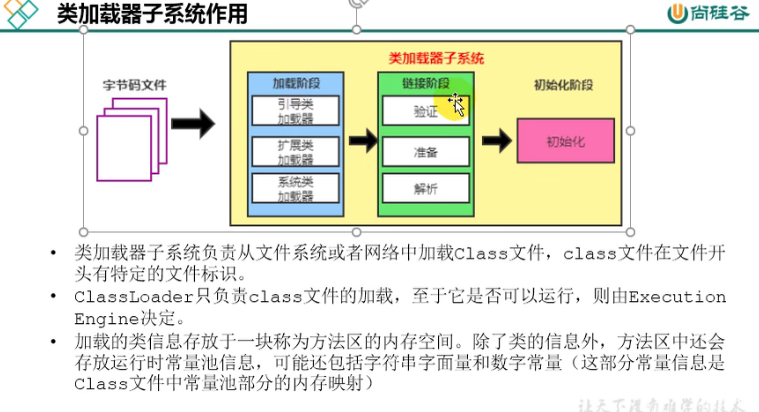 类加载器子系统作用
尚硅谷
类加载器子系统
字节码文件
加载阶段
引导类
加载器
扩展类
加载器
系统类
加载器
链接阶段
验证
准备
解析
初始化阶段
初始化
• 类加载器子系统负责从文件系统或者网络中加载Class文件，class文件在文件开
头有特定的文件标识。
• ClassLoader只负责class文件的加载，至于它是否可以运行，则由Execution
Engine决定。
• 加载的类信息存放于一块称为方法区的内存空间。除了类的信息外，方法区中还会
存放运行时常量池信息，可能还包括字符串字面量和数字常量（这部分常量信息是
Class文件中常量池部分的内存映射）
让天下没有难学的技术